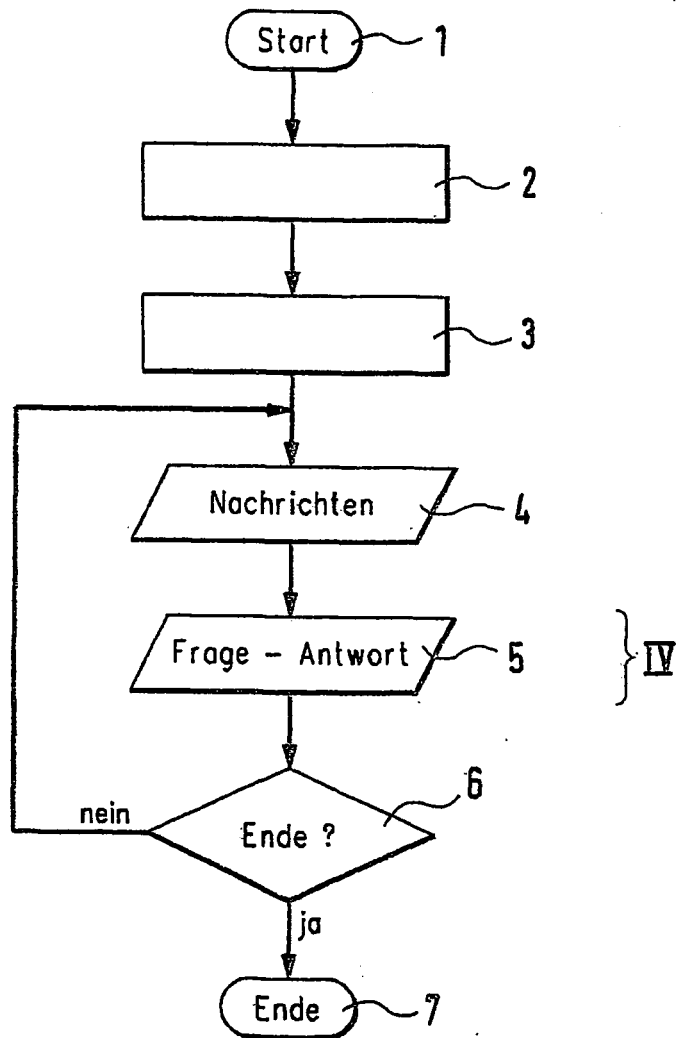 Start 1
2
3
Nachrichten 4
Frage - Antwort 5 IV
6
nein Ende ?
ja
Ende 7